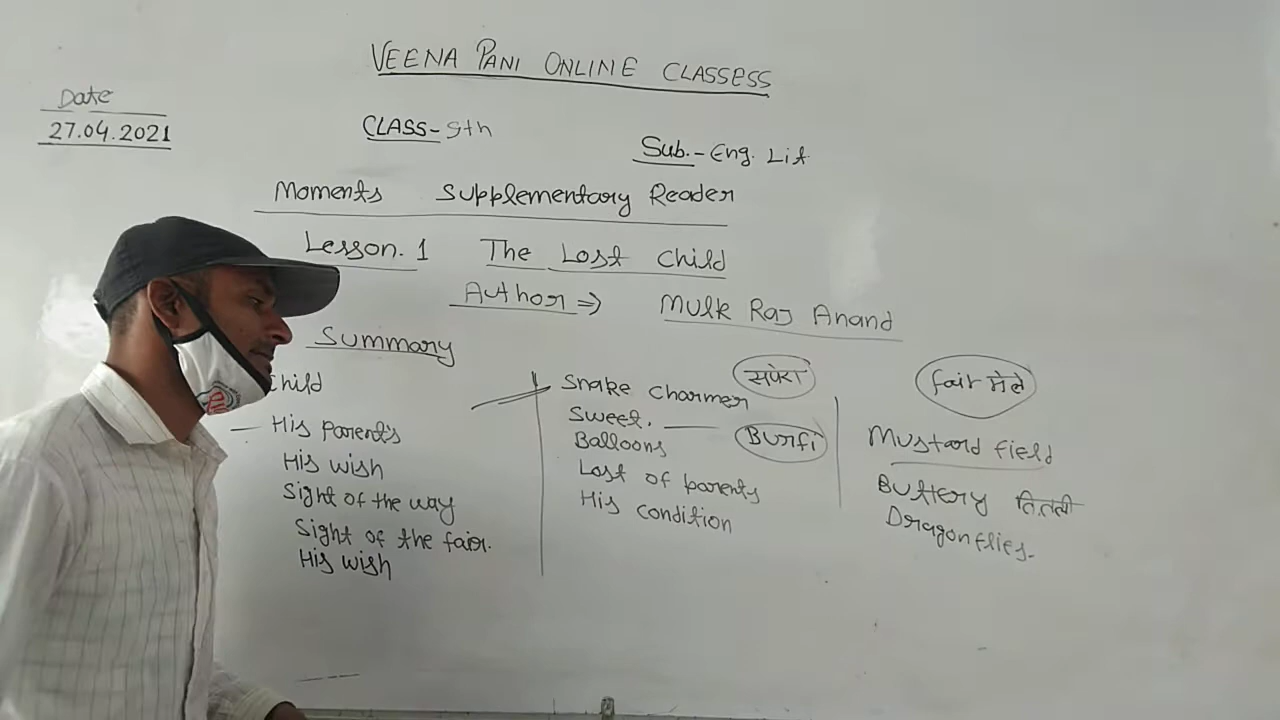 VEENA PANI ONLINE CLASSESS
Date
27.04.2021
CLASS- 9th
Sub.- Eng. Lit
Moments Supplementary Reader
Lesson. 1 The Lost Child
Author ⇒ Mulk Raj Anand
Summary
Child
His Parents
His wish
Sight of the way
Sight of the fair.
His wish
Snake charmer सपेरा
Sweet. Burfi
Balloons
Lost of parents
His condition
fair मेले
Mustard field
Buttery तितली
Dragonflies.